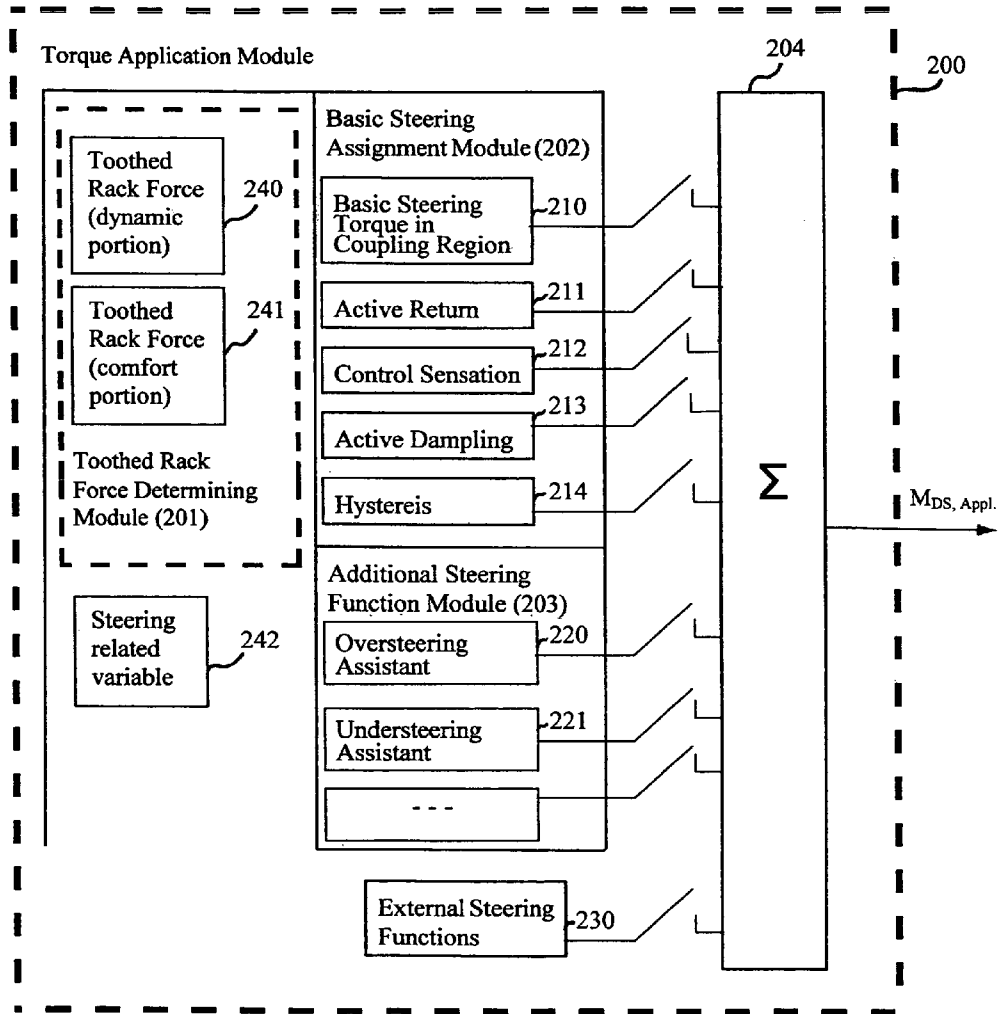 Torque Application Module
204
200
Toothed
Rack Force
(dynamic
portion)
240
Toothed
Rack Force
(comfort
portion)
241
Toothed Rack
Force Determining
Module (201)
Steering
related
variable
242
Basic Steering
Assignment Module (202)
Basic Steering
Torque in
Coupling Region
210
Active Return
211
Control Sensation
212
Active Dampling
213
Hystereis
214
Additional Steering
Function Module (203)
Oversteering
Assistant
220
Understeering
Assistant
221
---
External Steering
Functions
230
Σ
M_DS, Appl.